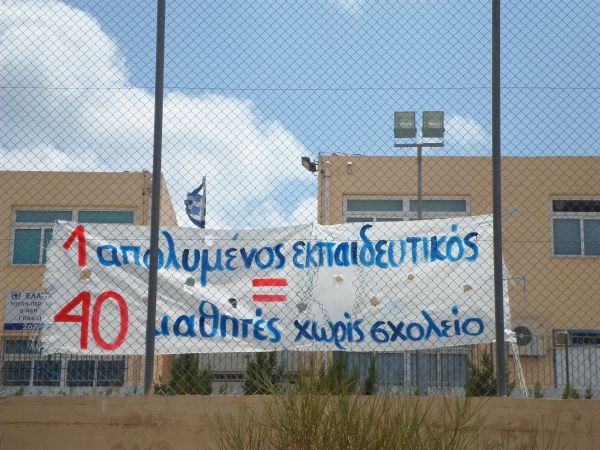 1 απολυμένος εκπαιδευτικός
=
40 μαθητές χωρίς σχολείο